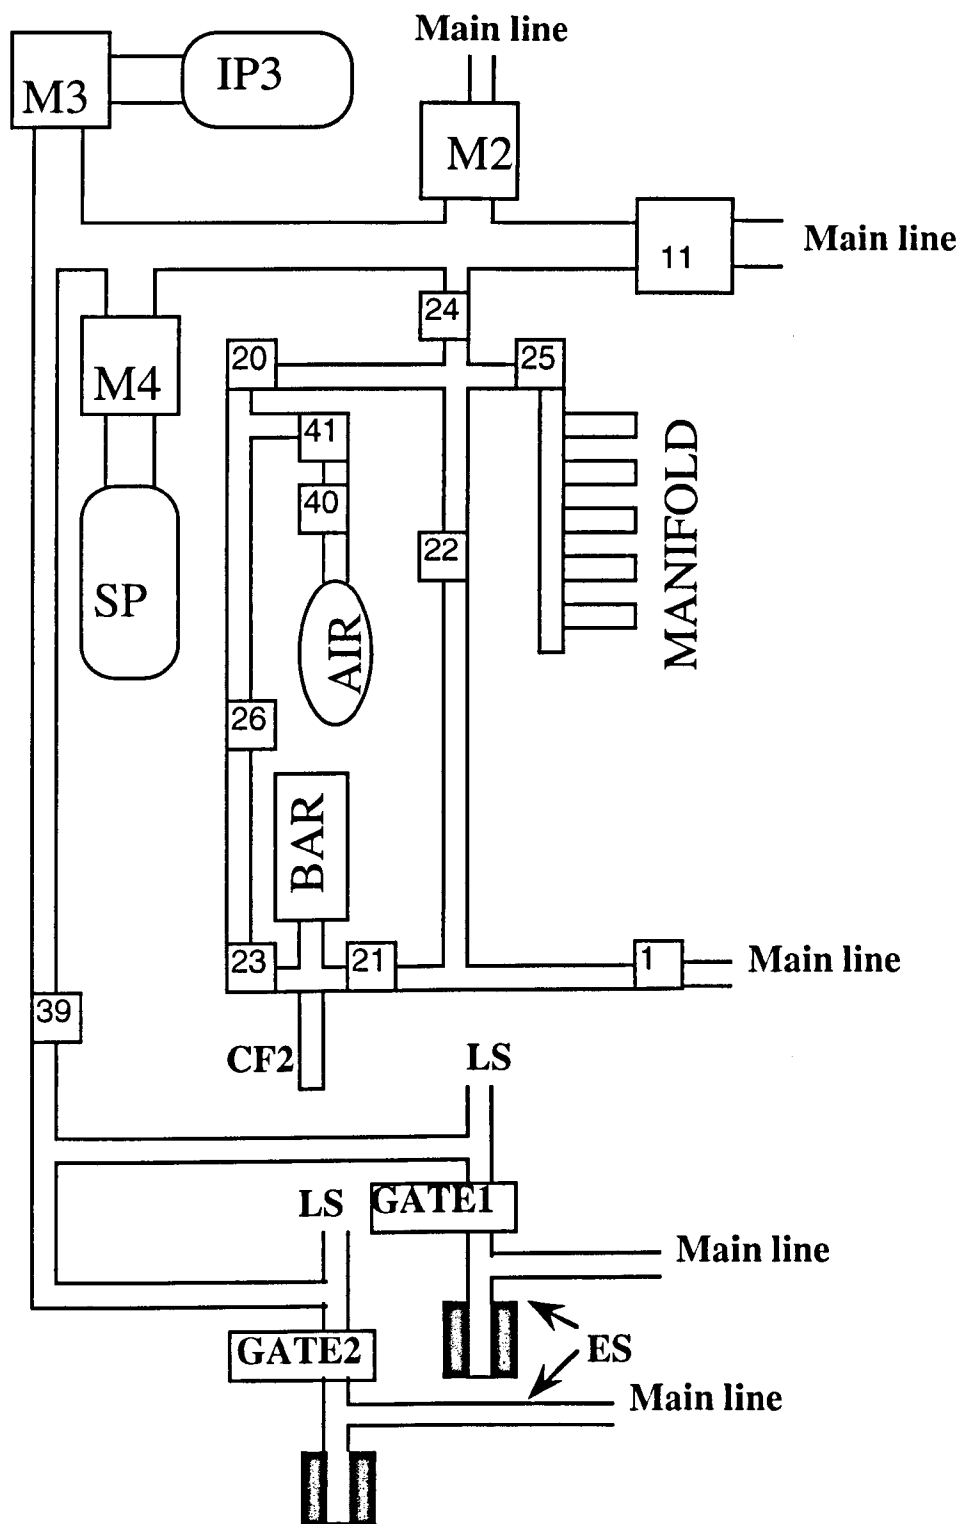 Main line
IP3
M3
M2
Main line
11
24
20
25
M4
41
40
MANIFOLD
22
SP
AIR
26
BAR
23
21
1
Main line
39
CF2
LS
LS
GATE1
Main line
GATE2
ES
Main line